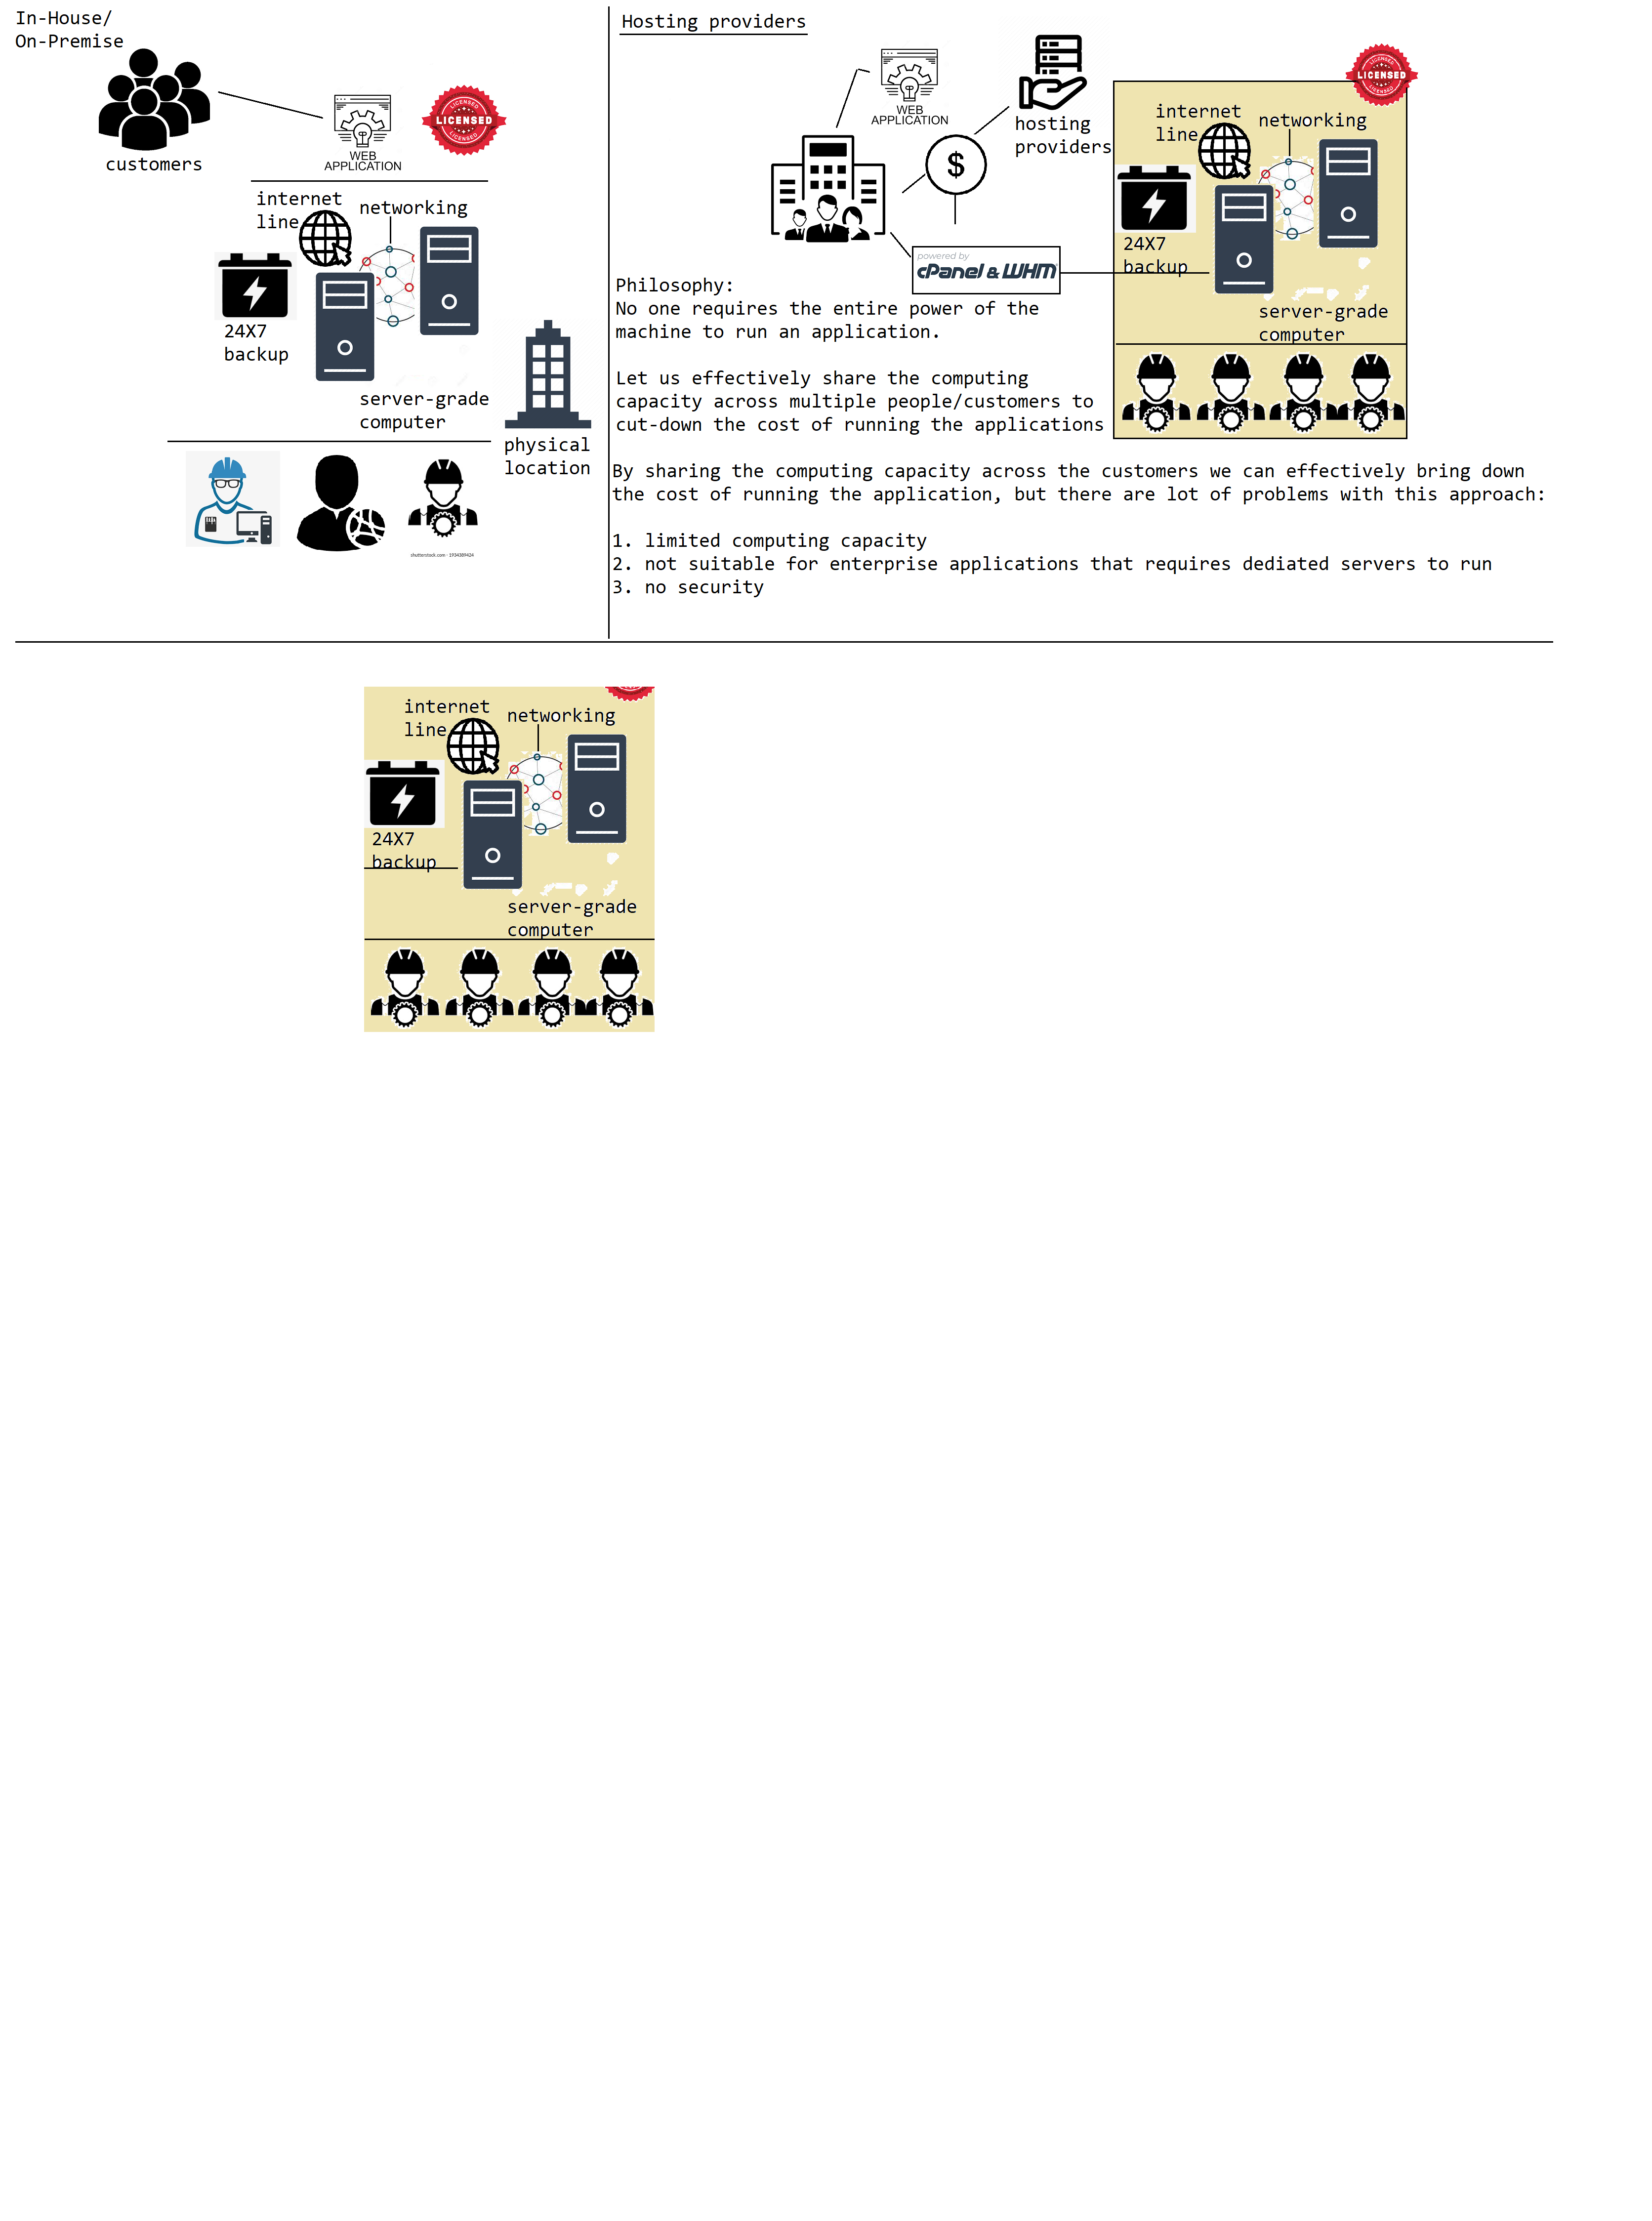 In-House/
On-Premise
customers
WEB
APPLICATION
LICENSED
LICENSED
LICENSED
internet
line
networking
24X7
backup
server-grade
computer
physical
location
shutterstock.com · 1934389424
Hosting providers
WEB
APPLICATION
$
hosting
providers
powered by
cPanel & WHM
LICENSED
LICENSED
LICENSED
internet
line
networking
24X7
backup
server-grade
computer
Philosophy:
No one requires the entire power of the
machine to run an application.
Let us effectively share the computing
capacity across multiple people/customers to
cut-down the cost of running the applications
By sharing the computing capacity across the customers we can effectively bring down
the cost of running the application, but there are lot of problems with this approach:
1. limited computing capacity
2. not suitable for enterprise applications that requires dediated servers to run
3. no security
internet
line
networking
24X7
backup
server-grade
computer